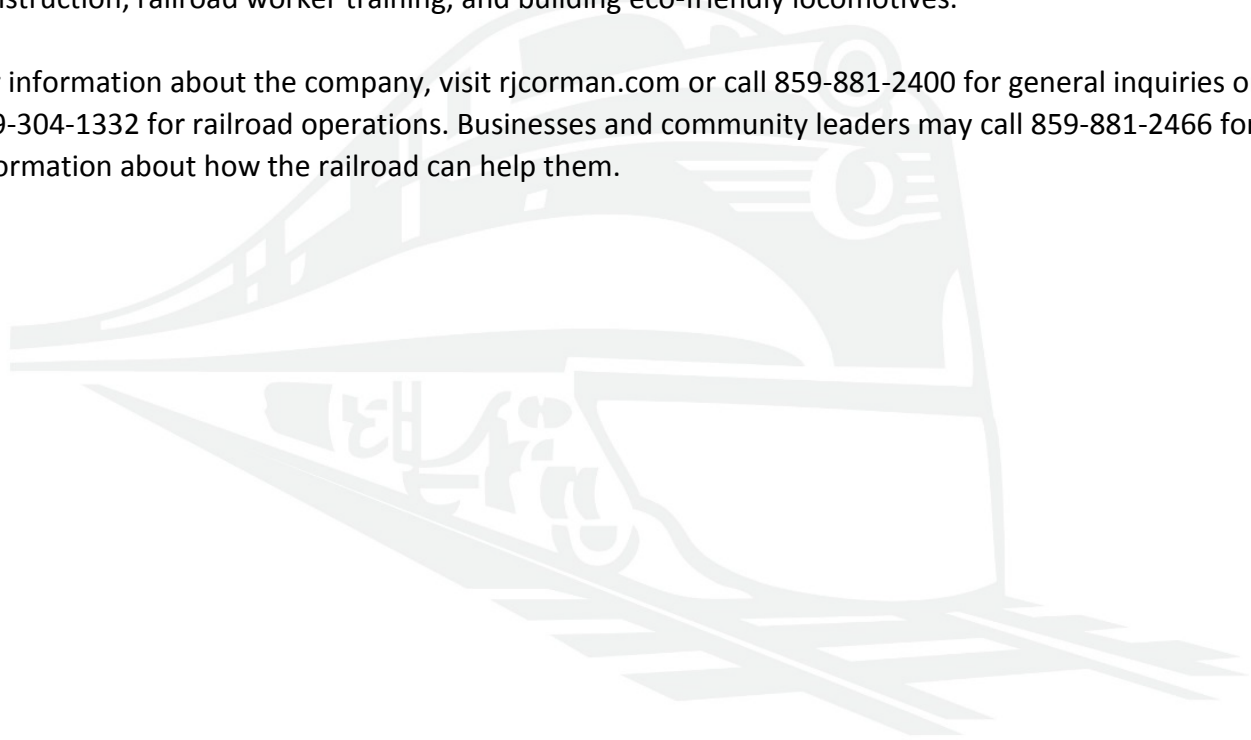 struction, railroad worker training, and building eco-friendly locomotives.
r information about the company, visit rjcorman.com or call 859-881-2400 for general inquiries o
9-304-1332 for railroad operations. Businesses and community leaders may call 859-881-2466 for
ormation about how the railroad can help them.